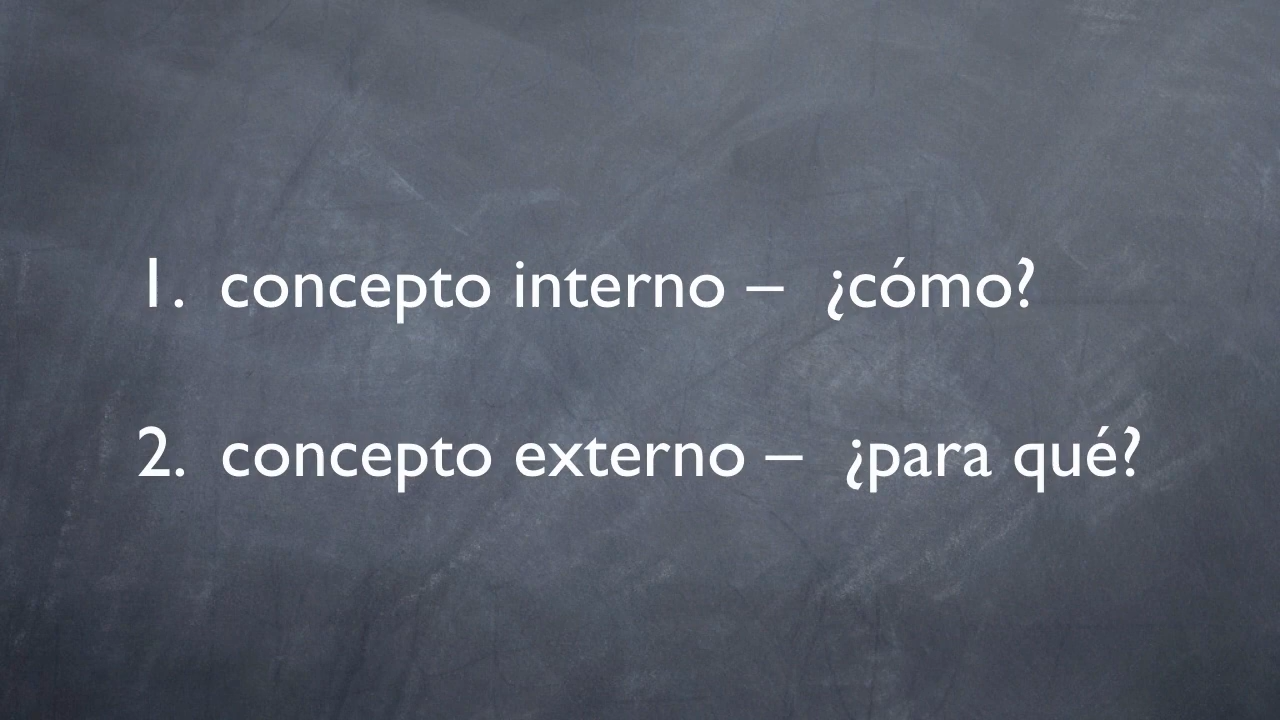 1. concepto interno – ¿cómo?
2. concepto externo – ¿para qué?